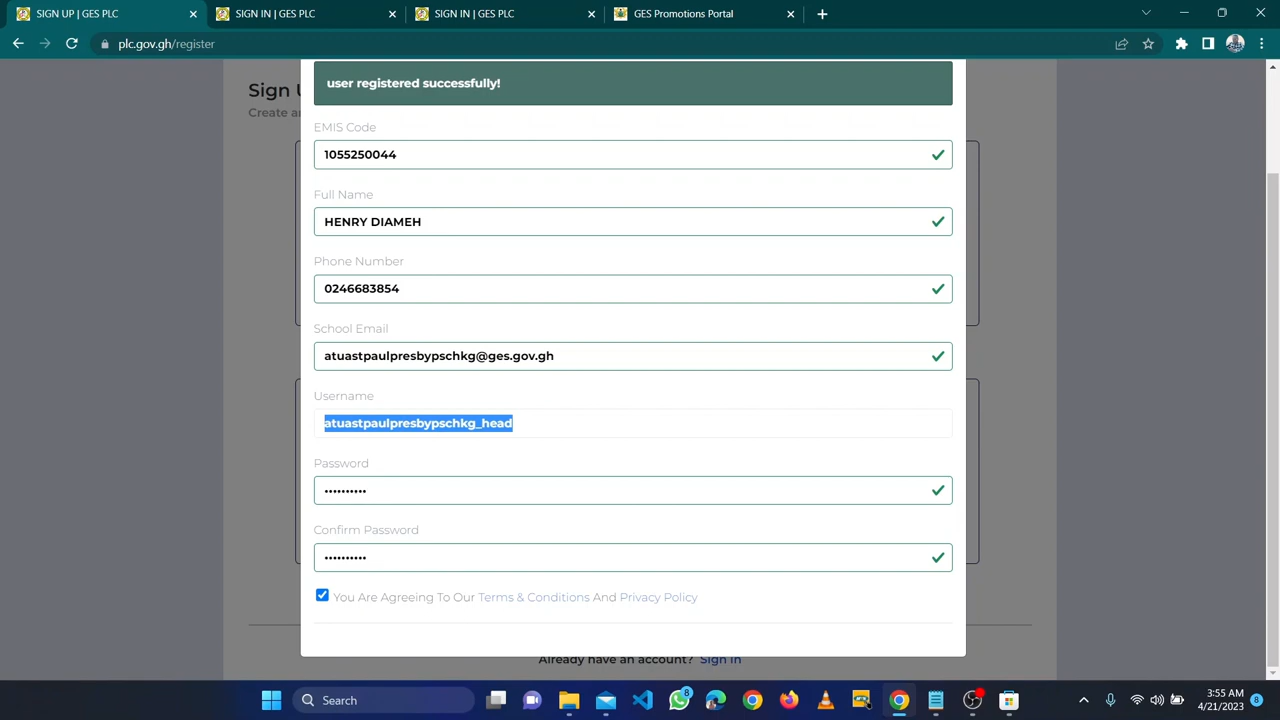 SIGN UP | GES PLC
SIGN IN | GES PLC
SIGN IN | GES PLC
GES Promotions Portal
plc.gov.gh/register
Sign U
Create an
user registered successfully!
EMIS Code
1055250044
Full Name
HENRY DIAMEH
Phone Number
0246683854
School Email
atuastpaulpresbypschkg@ges.gov.gh
Username
atuastpaulpresbypschkg_head
Password
••••••••••
Confirm Password
••••••••••
You Are Agreeing To Our Terms & Conditions And Privacy Policy
Already have an account? Sign In
Search
8
3:55 AM
4/21/2023
8